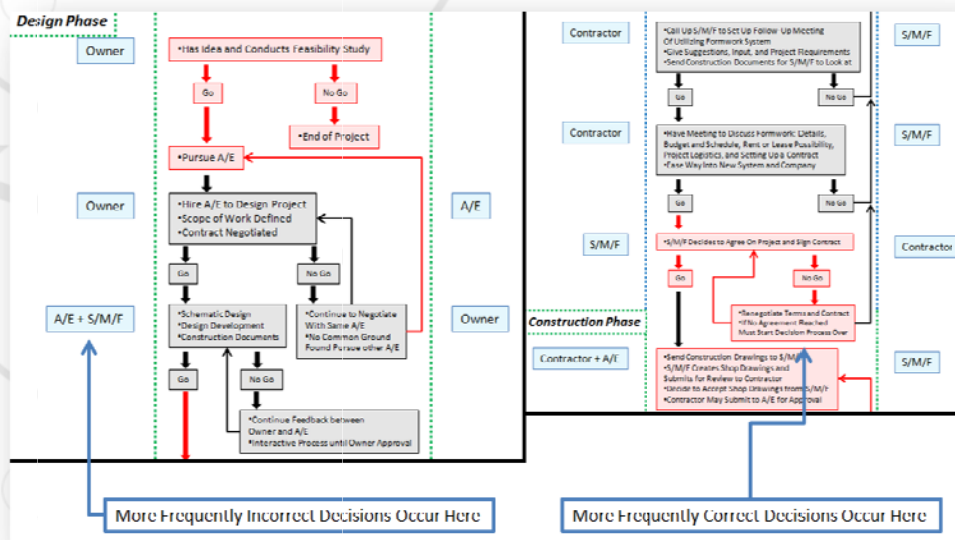 Design Phase
Owner
•Has Idea and Conducts Feasibility Study
Go
No Go
•End of Project
•Pursue A/E
Owner
•Hire A/E to Design Project
•Scope of Work Defined
•Contract Negotiated
A/E
Go
No Go
A/E + S/M/F
•Schematic Design
•Design Development
•Construction Documents
•Continue to Negotiate
With Same A/E
•No Common Ground
Found Pursue other A/E
Owner
Go
No Go
•Continue Feedback between
Owner and A/E
•Interactive Process until Owner Approval
More Frequently Incorrect Decisions Occur Here
Contractor
•Call Up S/M/F to Set Up Follow-Up Meeting
Of Utilizing Formwork System
•Give Suggestions, Input, and Project Requirements
•Send Construction Documents for S/M/F to Look at
S/M/F
Go
No Go
Contractor
•Have Meeting to Discuss Formwork: Details,
Budget and Schedule, Rent or Lease Possibility,
Project Logistics, and Setting Up a Contract
•Ease Way Into New System and Company
S/M/F
Go
No Go
S/M/F
•S/M/F Decides to Agree On Project and Sign Contract
Contractor
Go
No Go
•Renegotiate Terms and Contract
•If No Agreement Reached
Must Start Decision Process Over
Construction Phase
Contractor + A/E
•Send Construction Drawings to S/M/F
•S/M/F Creates Shop Drawings and
Submits for Review to Contractor
•Decide to Accept Shop Drawings from S/M/F
•Contractor May Submit to A/E for Approval
S/M/F
More Frequently Correct Decisions Occur Here